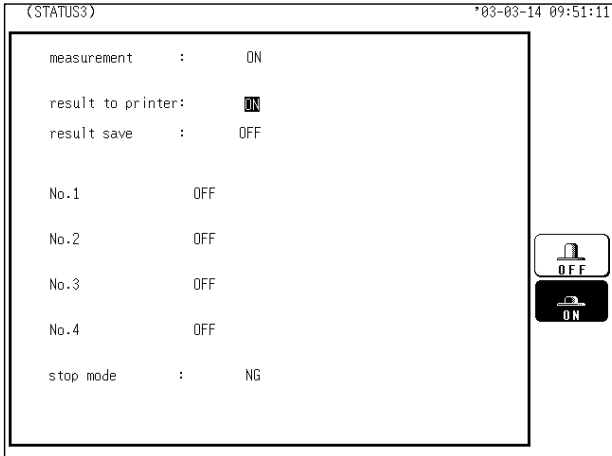 (STATUS3) '03-03-14 09:51:11
measurement : ON
result to printer: ON
result save : OFF
No.1 OFF
No.2 OFF
No.3 OFF
No.4 OFF
stop mode : NG
OFF
ON